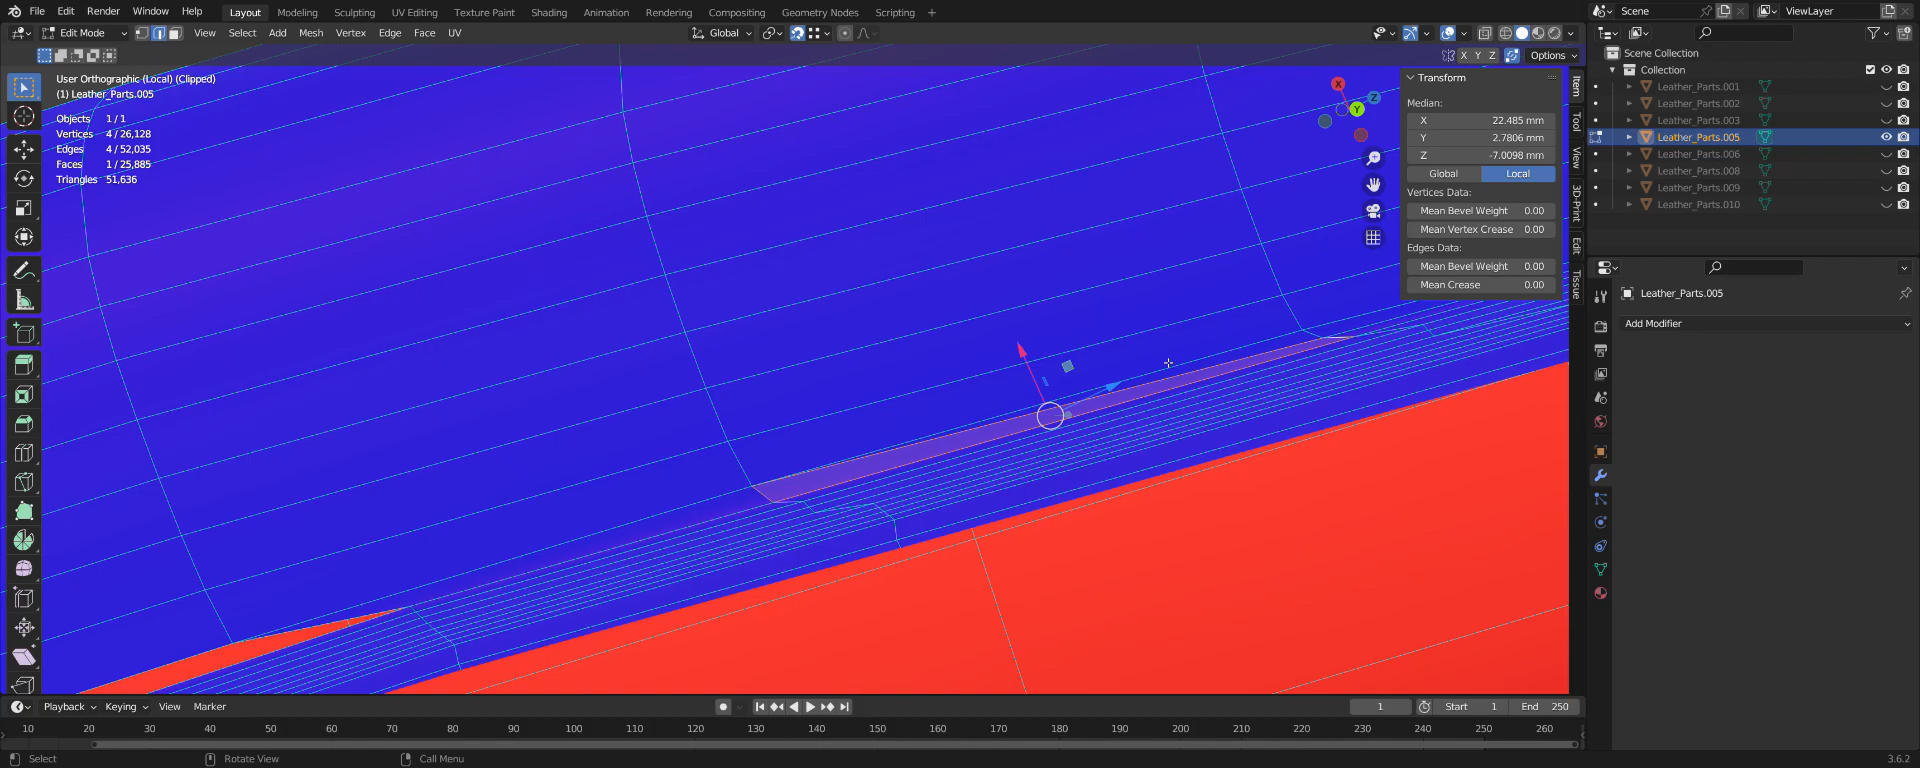 File Edit Render Window Help Layout Modeling Sculpting UV Editing Texture Paint Shading Animation Rendering Compositing Geometry Nodes Scripting + Scene ViewLayer
Edit Mode View Select Add Mesh Vertex Edge Face UV Global
X Y Z Options
User Orthographic (Local) (Clipped)
(1) Leather_Parts.005
Objects 1/1
Vertices 4/26,128
Edges 4/52,035
Faces 1/25,885
Triangles 51,636
X
Y
Z
Transform
Median:
X 22.485 mm
Y 2.7806 mm
Z -7.0098 mm
Global Local
Vertices Data:
Mean Bevel Weight 0.00
Mean Vertex Crease 0.00
Edges Data:
Mean Bevel Weight 0.00
Mean Crease 0.00
Item
Tool
View
3D-Print
Edit
Tissue
Scene Collection
Collection
Leather_Parts.001
Leather_Parts.002
Leather_Parts.003
Leather_Parts.005
Leather_Parts.006
Leather_Parts.008
Leather_Parts.009
Leather_Parts.010
Leather_Parts.005
Add Modifier
Playback Keying View Marker 1 Start 1 End 250
10 20 30 40 50 60 70 80 90 100 110 120 130 140 150 160 170 180 190 200 210 220 230 240 250 260
Select Rotate View Call Menu 3.6.2